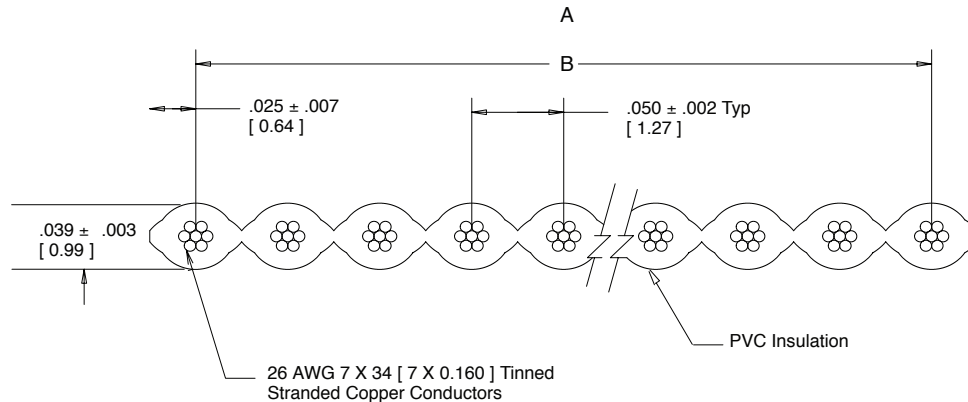 A
B
.025 ± .007
[ 0.64 ]
.050 ± .002 Typ
[ 1.27 ]
.039 ± .003
[ 0.99 ]
PVC Insulation
26 AWG 7 X 34 [ 7 X 0.160 ] Tinned
Stranded Copper Conductors